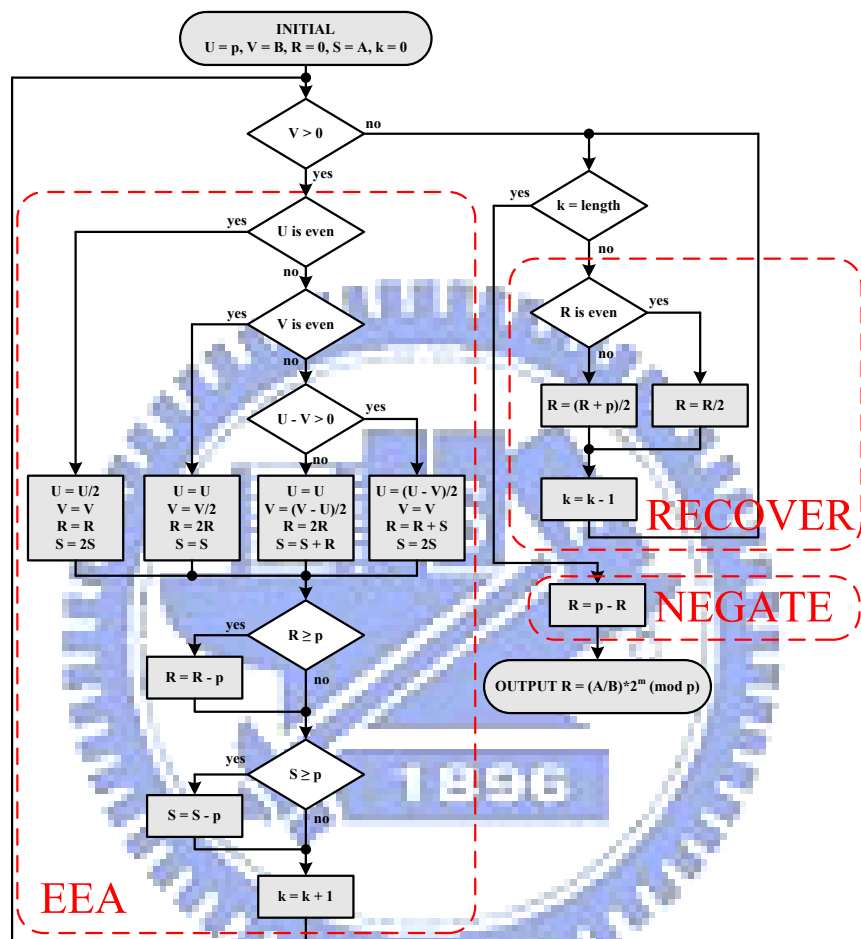 INITIAL
U = p, V = B, R = 0, S = A, k = 0
V > 0
no
yes
k = length
yes
no
U is even
yes
no
R is even
yes
no
V is even
yes
no
R = (R + p)/2
R = R/2
U - V > 0
yes
no
k = k - 1
RECOVER
U = U/2
V = V
R = R
S = 2S
U = U
V = V/2
R = 2R
S = S
U = U
V = (V - U)/2
R = 2R
S = S + R
U = (U - V)/2
V = V
R = R + S
S = 2S
R = p - R
NEGATE
R ≥ p
yes
no
R = R - p
OUTPUT R = (A/B)*2^m (mod p)
S ≥ p
yes
no
S = S - p
1896
k = k + 1
EEA